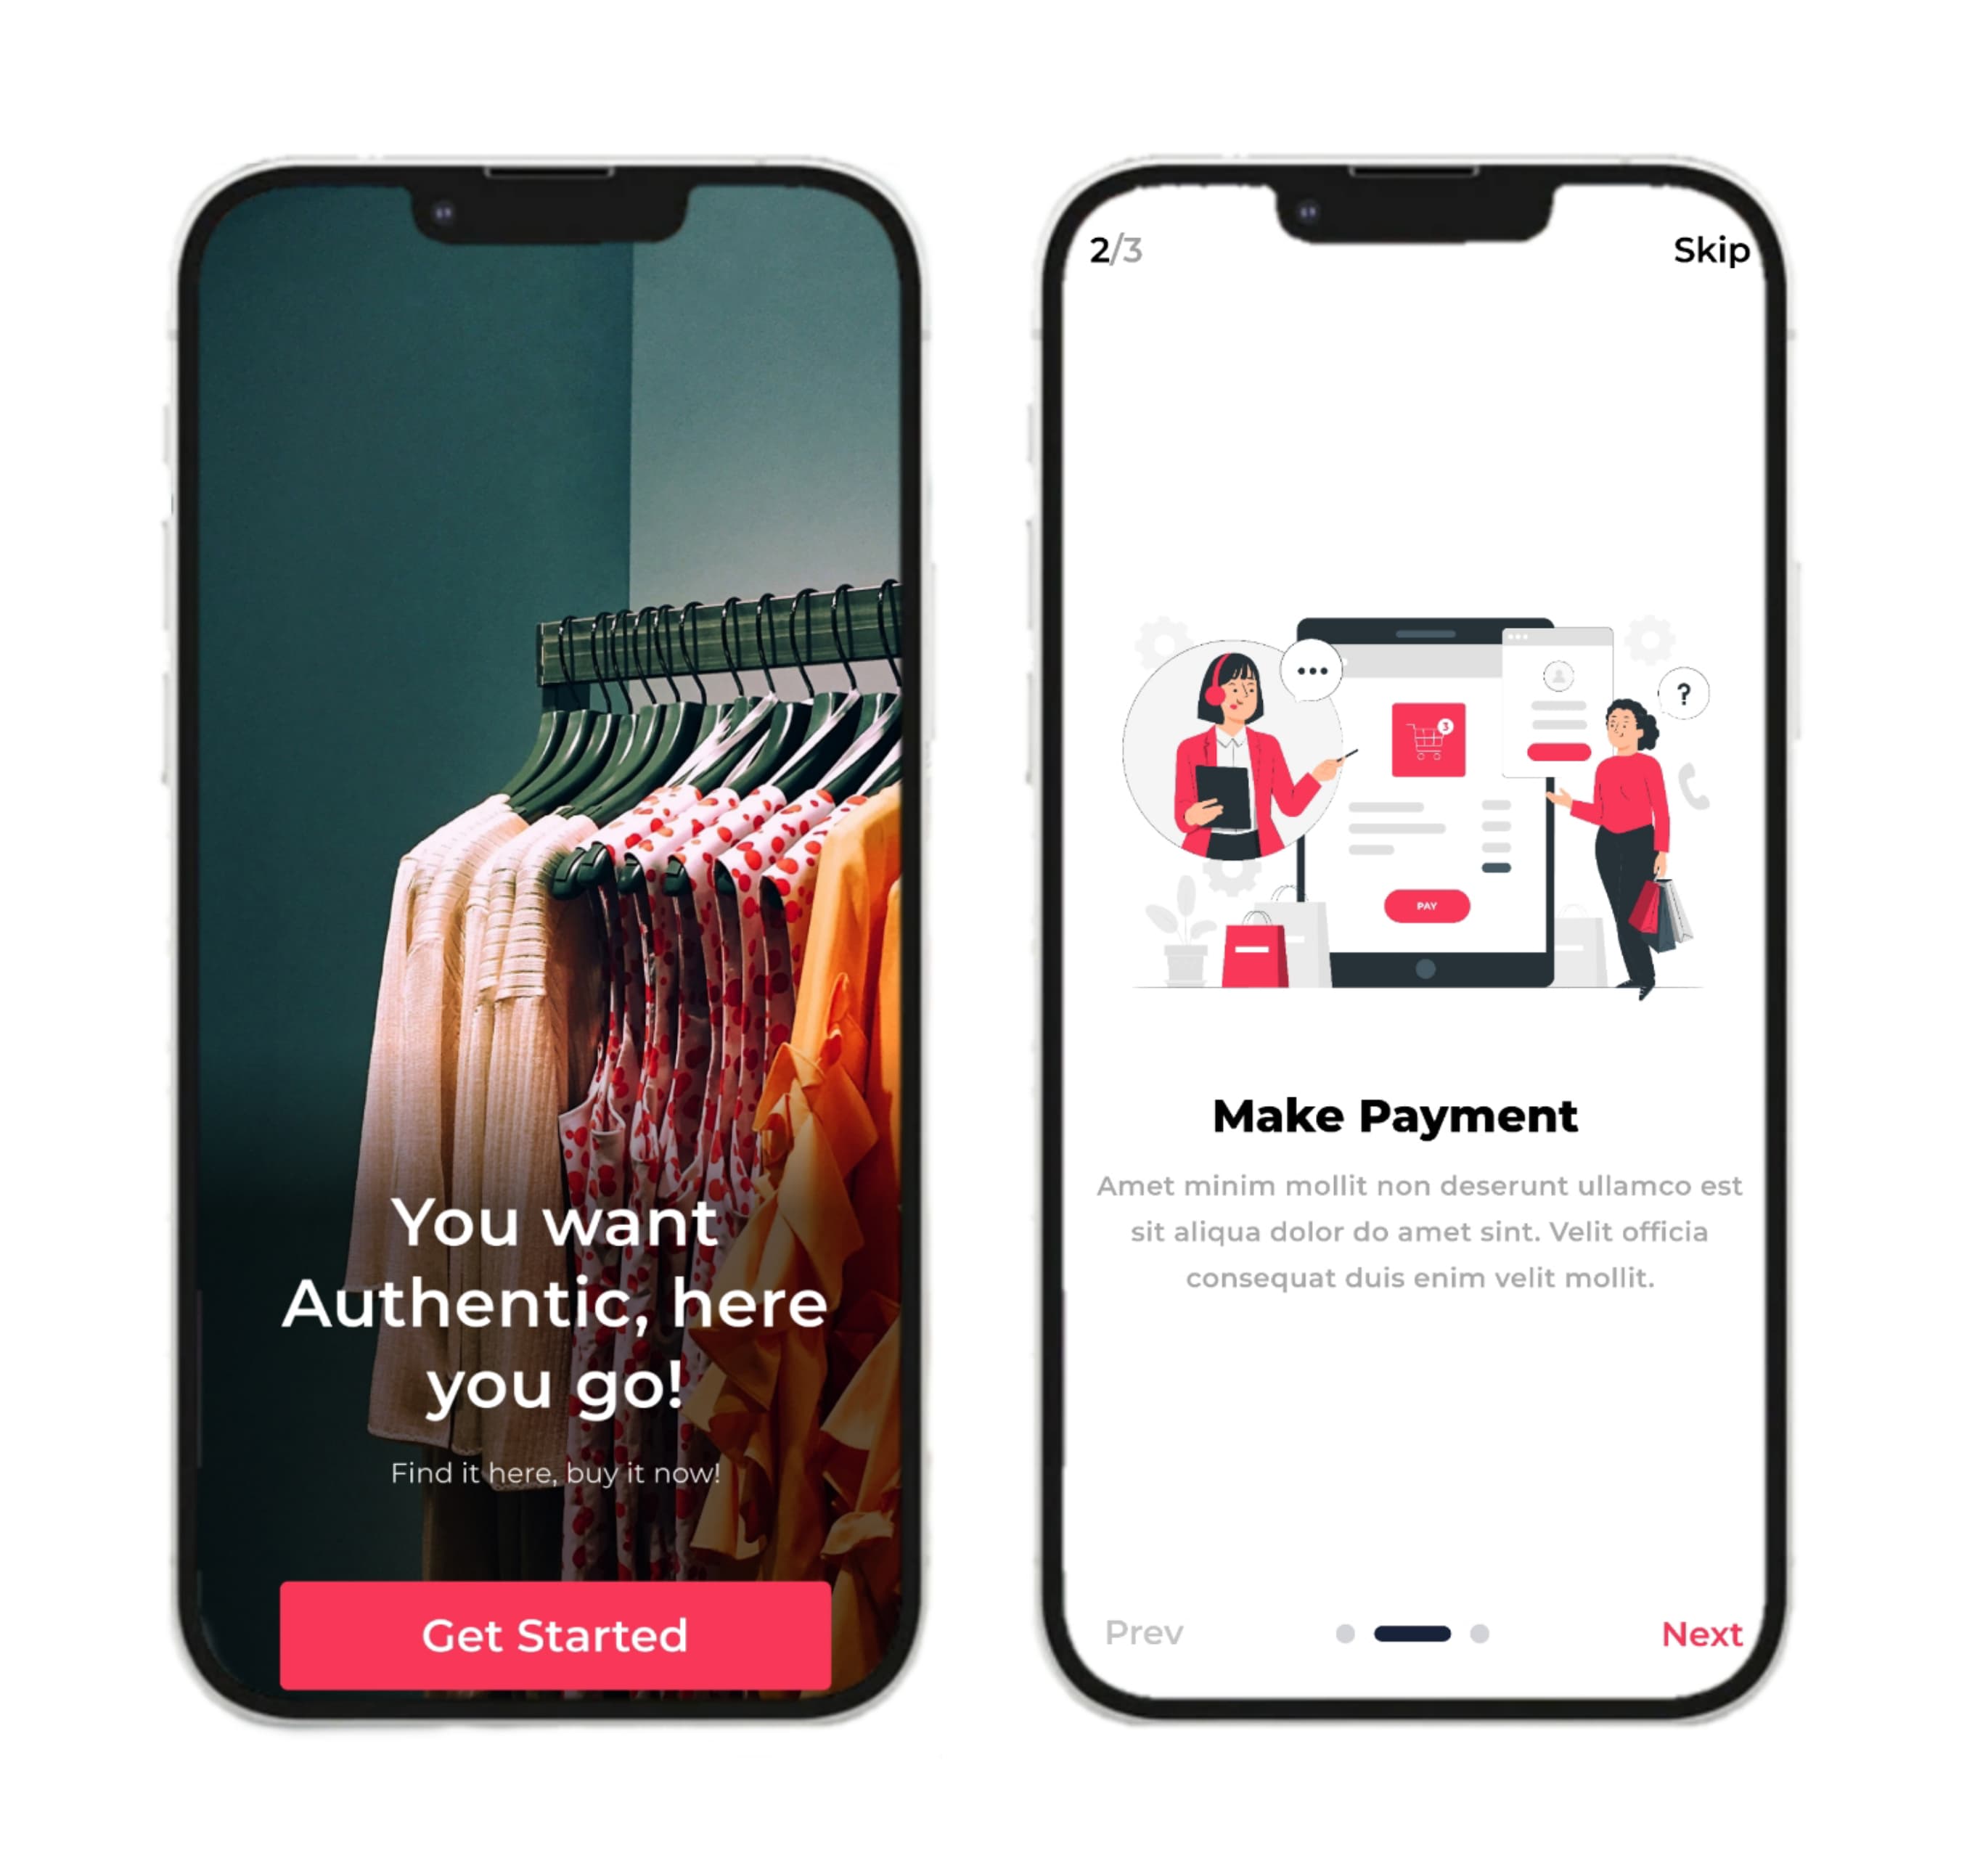 You want
Authentic, here
you go!
Find it here, buy it now!
Get Started
2/3
Skip
?
3
PAY
Make Payment
Amet minim mollit non deserunt ullamco est
sit aliqua dolor do amet sint. Velit officia
consequat duis enim velit mollit.
Prev
Next